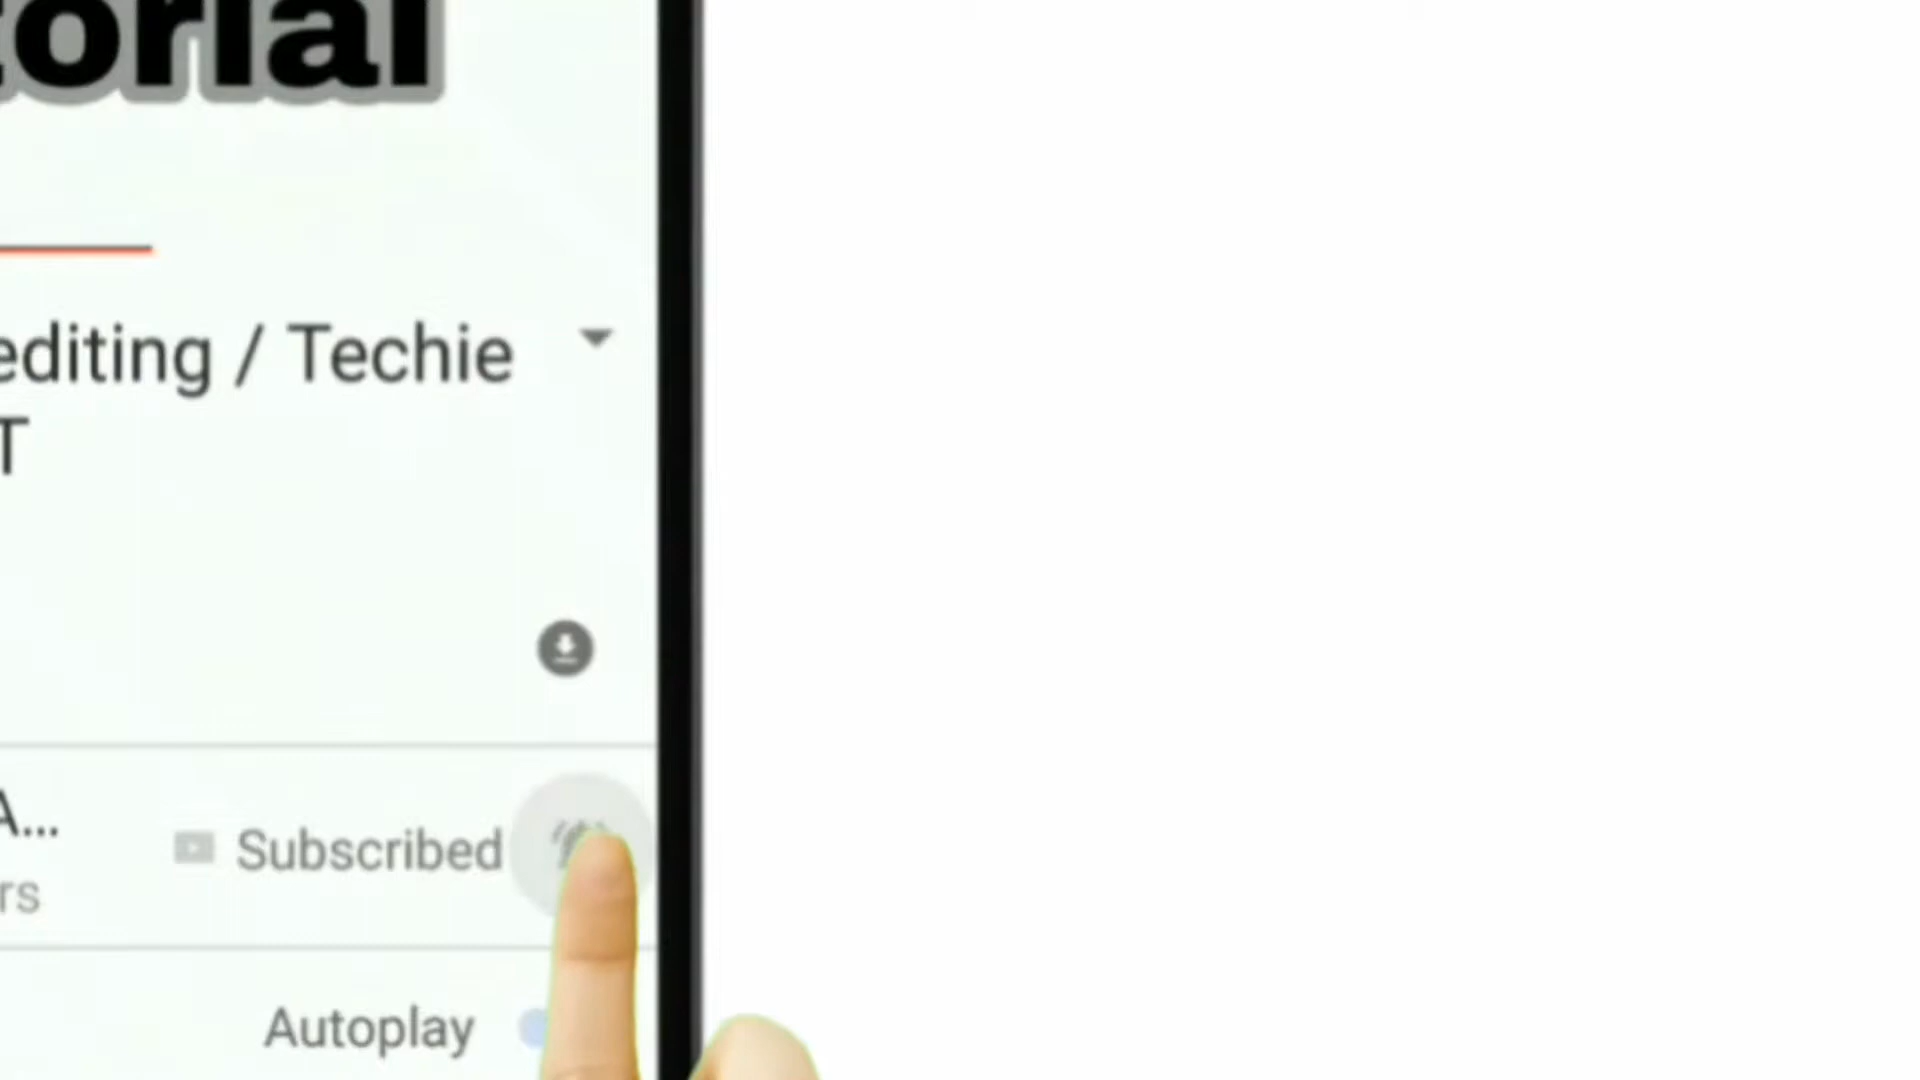 torial
editing / Techie
T
A...
Subscribed
rs
Autoplay